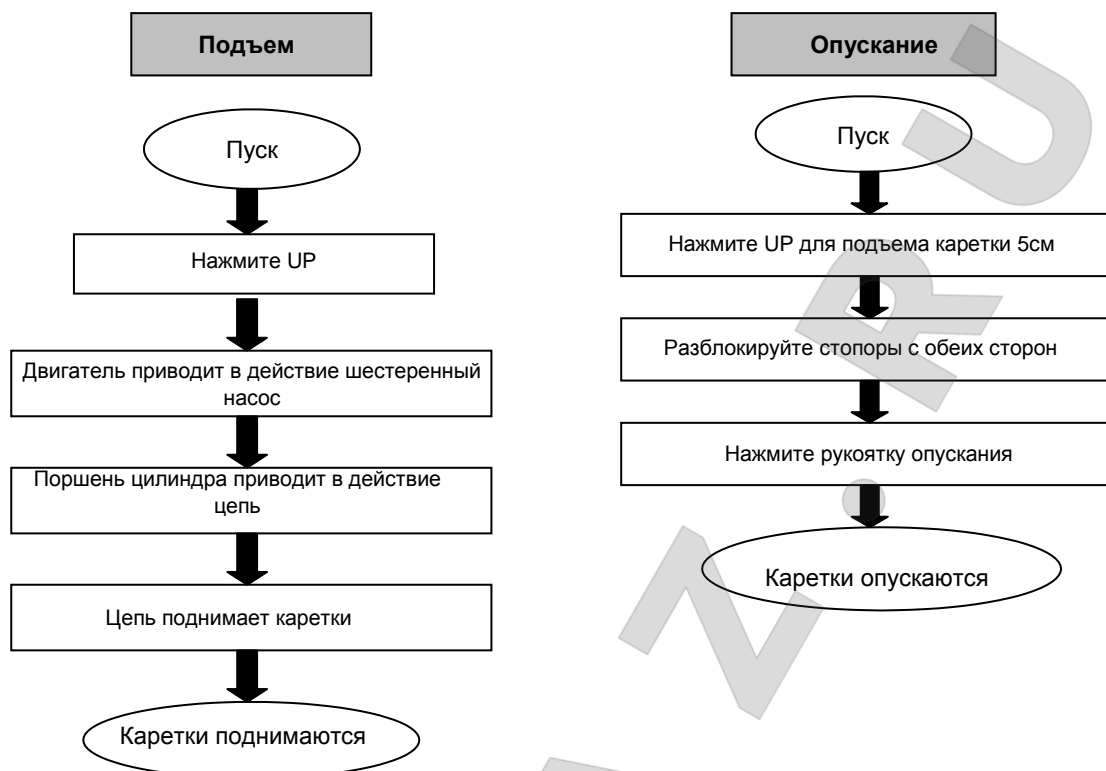 Подъем
Пуск
Нажмите UP
Двигатель приводит в действие шестеренный
насос
Поршень цилиндра приводит в действие
цепь
Цепь поднимает каретки
Каретки поднимаются
Опускание
Пуск
Нажмите UP для подъема каретки 5см
Разблокируйте стопоры с обеих сторон
Нажмите рукоятку опускания
Каретки опускаются
Z.RU